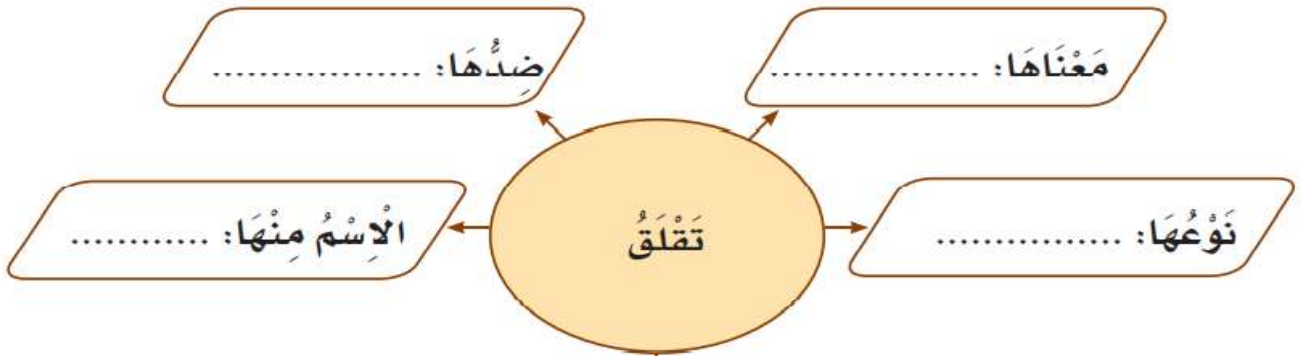 مَعْنَاهَا: ..................
ضِدُّهَا: ..................
نَوْعُهَا: ................
تَقْلَقُ
الْاِسْمُ مِنْهَا: ............